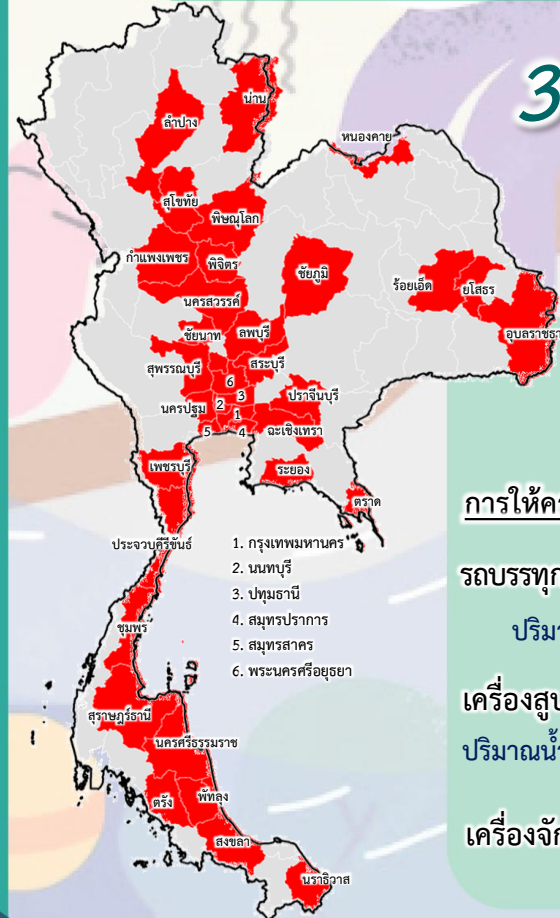 3
น่าน
ลำปาง
หนองคาย
สุโขทัย
พิษณุโลก
กำแพงเพชร
พิจิตร
ชัยภูมิ
ร้อยเอ็ด
ยโสธร
นครสวรรค์
อุบลราชธา
ชัยนาท
ลพบุรี
สุพรรณบุรี
สระบุรี
6
ปราจีนบุรี
3
นครปฐม
2
1
ฉะเชิงเทรา
5
4
เพชรบุรี
ระยอง
ตราด
การให้คว
ประจวบคีรีขันธ์
1. กรุงเทพมหานคร
2. นนทบุรี
3. ปทุมธานี
4. สมุทรปราการ
5. สมุทรสาคร
6. พระนครศรีอยุธยา
รถบรรทุก
ปริมา
ชุมพร
เครื่องสูบ
ปริมาณน้ำ
สุราษฎร์ธานี
นครศรีธรรมราช
ตรัง
พัทลุง
เครื่องจัก
สงขลา
นราธิวาส